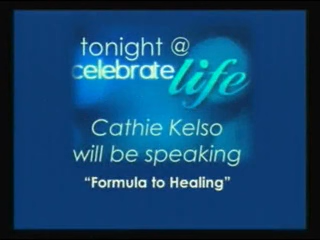 tonight @
celebrate life
Cathie Kelso
will be speaking
“Formula to Healing”